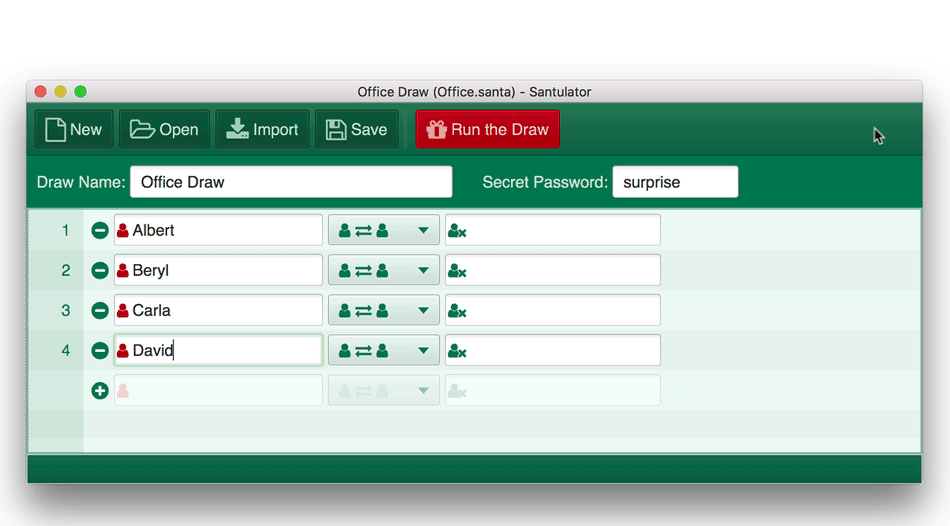 Office Draw (Office.santa) - Santulator
New Open Import Save Run the Draw
Draw Name: Office Draw Secret Password: surprise
1 Albert
2 Beryl
3 Carla
4 David